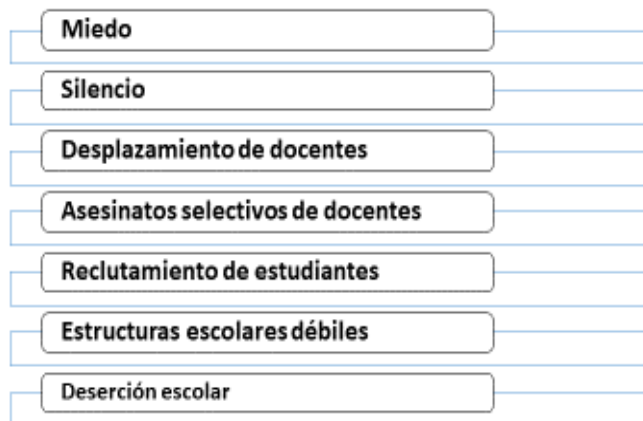 Miedo
Silencio
Desplazamiento de docentes
Asesinatos selectivos de docentes
Reclutamiento de estudiantes
Estructuras escolares débiles
Deserción escolar